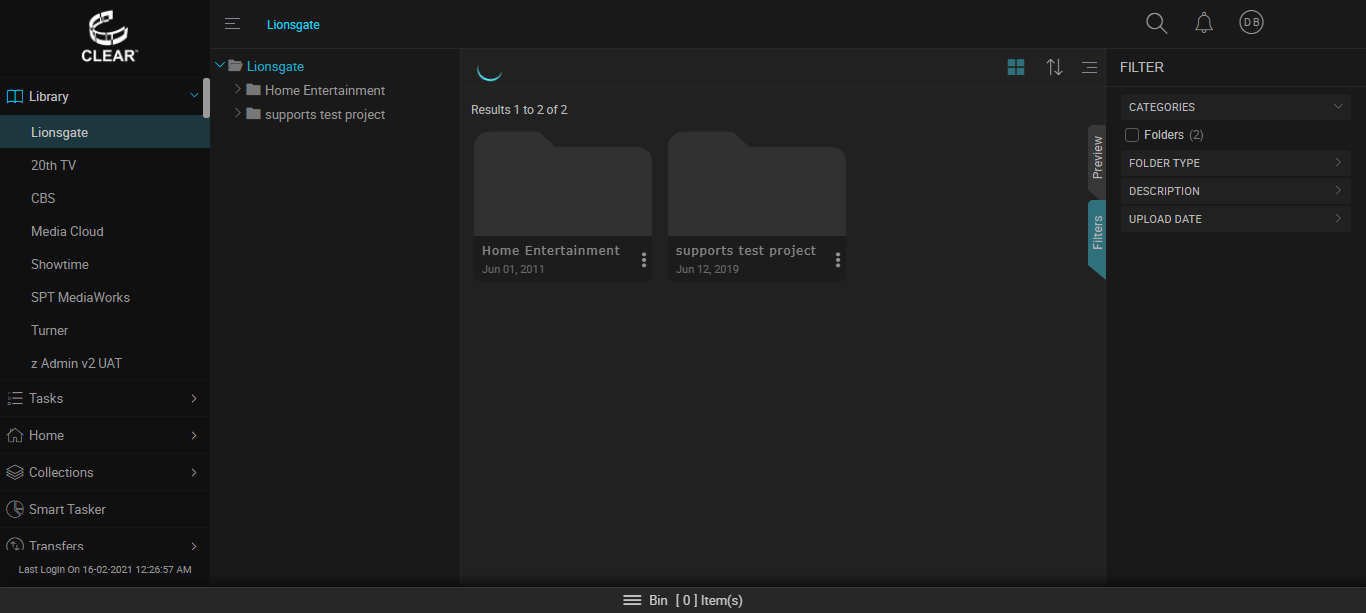 CLEAR™
Library
Lionsgate
20th TV
CBS
Media Cloud
Showtime
SPT MediaWorks
Turner
z Admin v2 UAT
Tasks
Home
Collections
Smart Tasker
Transfers
Last Login On 16-02-2021 12:26:57 AM
Lionsgate
DB
Lionsgate
Home Entertainment
supports test project
Results 1 to 2 of 2
Home Entertainment
Jun 01, 2011
supports test project
Jun 12, 2019
Preview
Filters
FILTER
CATEGORIES
Folders (2)
FOLDER TYPE
DESCRIPTION
UPLOAD DATE
Bin [ 0 ] Item(s)